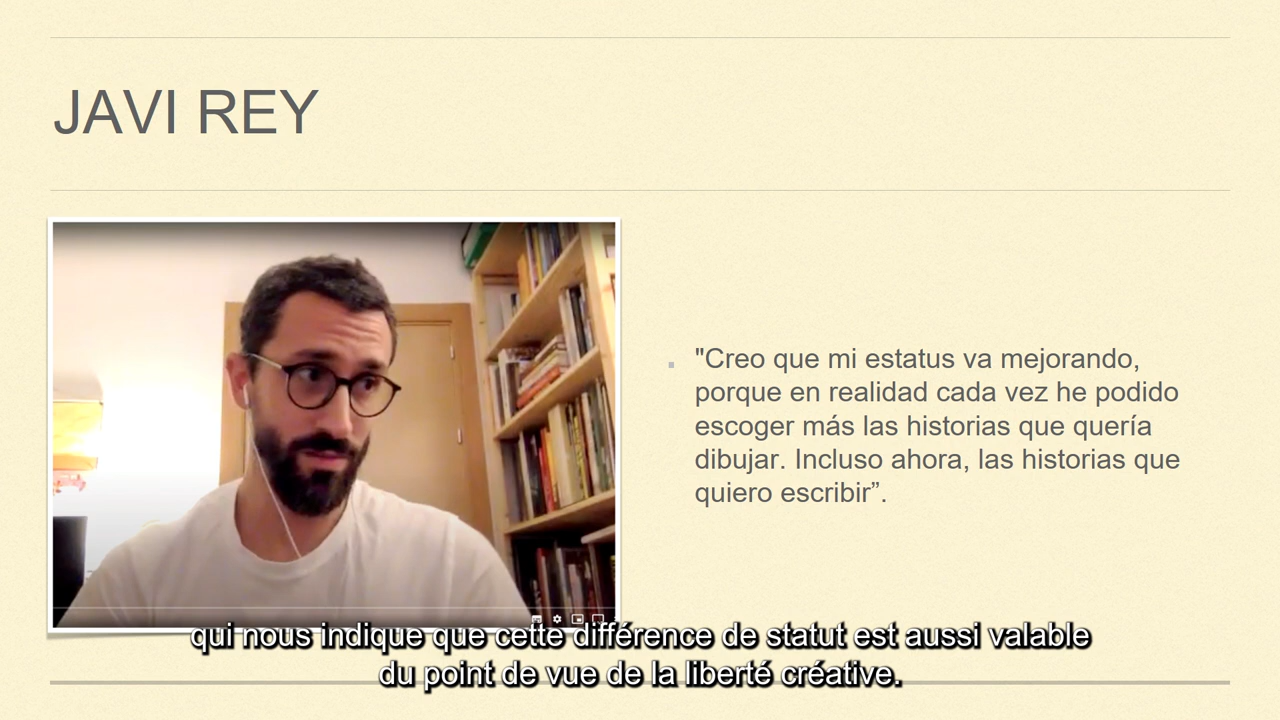 JAVI REY
"Creo que mi estatus va mejorando,
porque en realidad cada vez he podido
escoger más las historias que quería
dibujar. Incluso ahora, las historias que
quiero escribir”.
qui nous indique que cette différence de statut est aussi valable
du point de vue de la liberté créative.